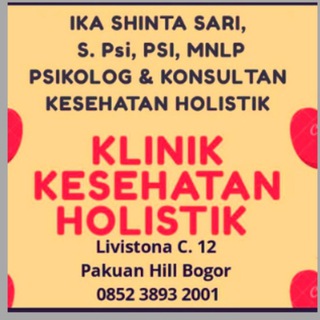 IKA SHINTA SARI,
S. Psi, PSI, MNLP
PSIKOLOG & KONSULTAN
KESEHATAN HOLISTIK
KLINIK
KESEHATAN
HOLISTIK
Livistona C. 12
Pakuan Hill Bogor
0852 3893 2001